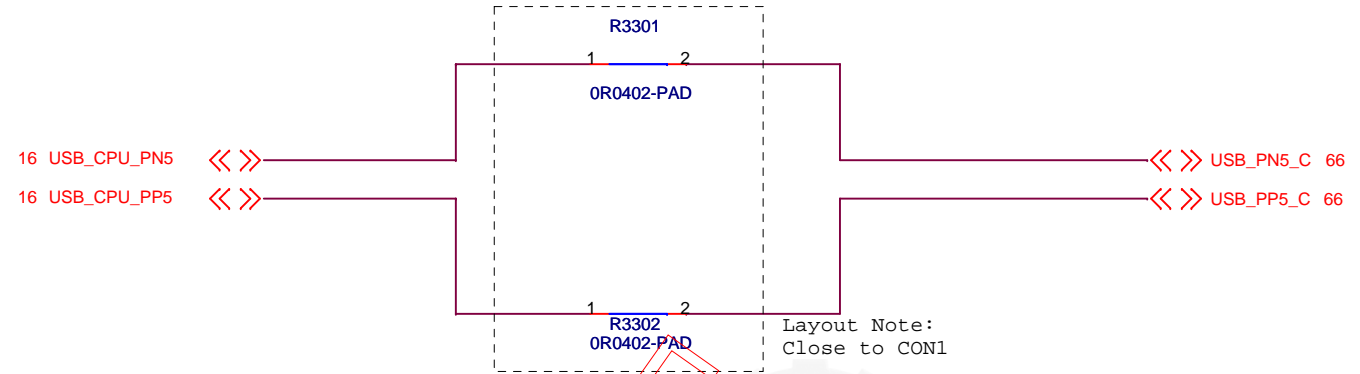 R3301
1 2
0R0402-PAD
16 USB_CPU_PN5 USB_PN5_C 66
16 USB_CPU_PP5 USB_PP5_C 66
1 2
R3302
0R0402-PAD
Layout Note:
Close to CON1